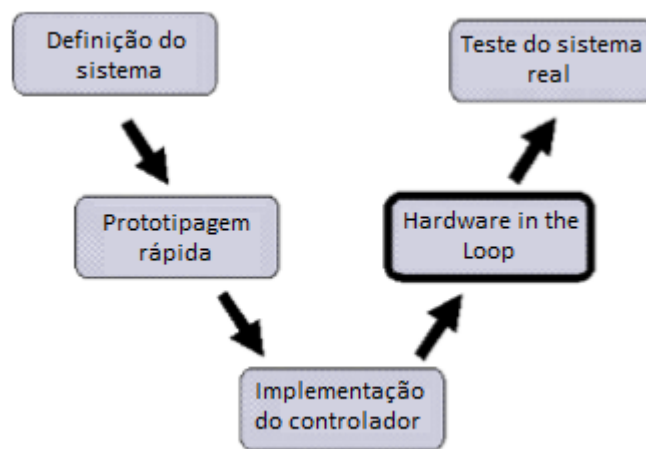 Definição do
sistema
Teste do sistema
real
Prototipagem
rápida
Hardware in the
Loop
Implementação
do controlador